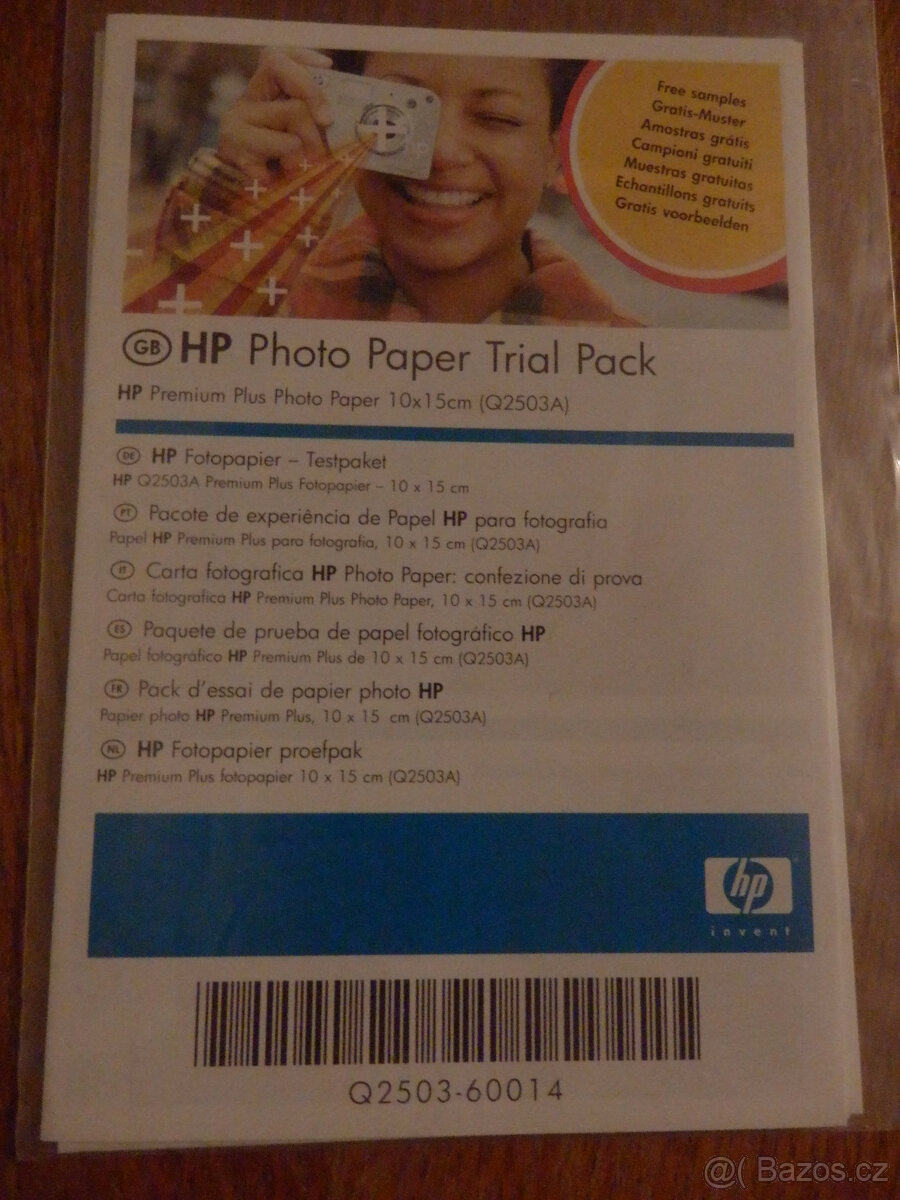 Free samples
Gratis-Muster
Amostras grátis
Campioni gratuiti
Muestras gratuitas
Echantillons gratuits
Gratis voorbeelden
GB HP Photo Paper Trial Pack
HP Premium Plus Photo Paper 10x15cm (Q2503A)
DE HP Fotopapier – Testpaket
HP Q2503A Premium Plus Fotopapier – 10 x 15 cm
PT Pacote de experiência de Papel HP para fotografia
Papel HP Premium Plus para fotografia, 10 x 15 cm (Q2503A)
IT Carta fotografica HP Photo Paper: confezione di prova
Carta fotografica HP Premium Plus Photo Paper, 10 x 15 cm (Q2503A)
ES Paquete de prueba de papel fotográfico HP
Papel fotográfico HP Premium Plus de 10 x 15 cm (Q2503A)
FR Pack d'essai de papier photo HP
Papier photo HP Premium Plus, 10 x 15 cm (Q2503A)
NL HP Fotopapier proefpak
HP Premium Plus fotopapier 10 x 15 cm (Q2503A)
hp
invent
Q2503-60014
@( Bazos.cz